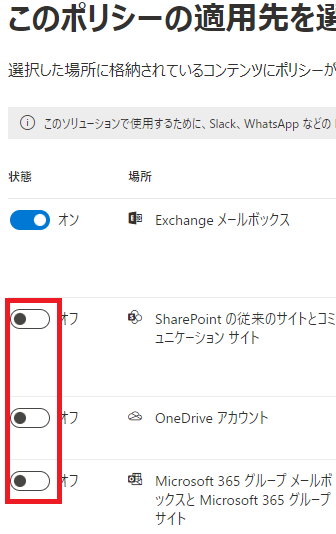 このポリシーの適用先を選
選択した場所に格納されているコンテンツにポリシーが
このソリューションで使用するために、Slack、WhatsApp などの
状態 場所
オン Exchange メールボックス
オフ SharePoint の従来のサイトとコミ
ュニケーション サイト
オフ OneDrive アカウント
オフ Microsoft 365 グループ メールボ
ックスと Microsoft 365 グループ
サイト